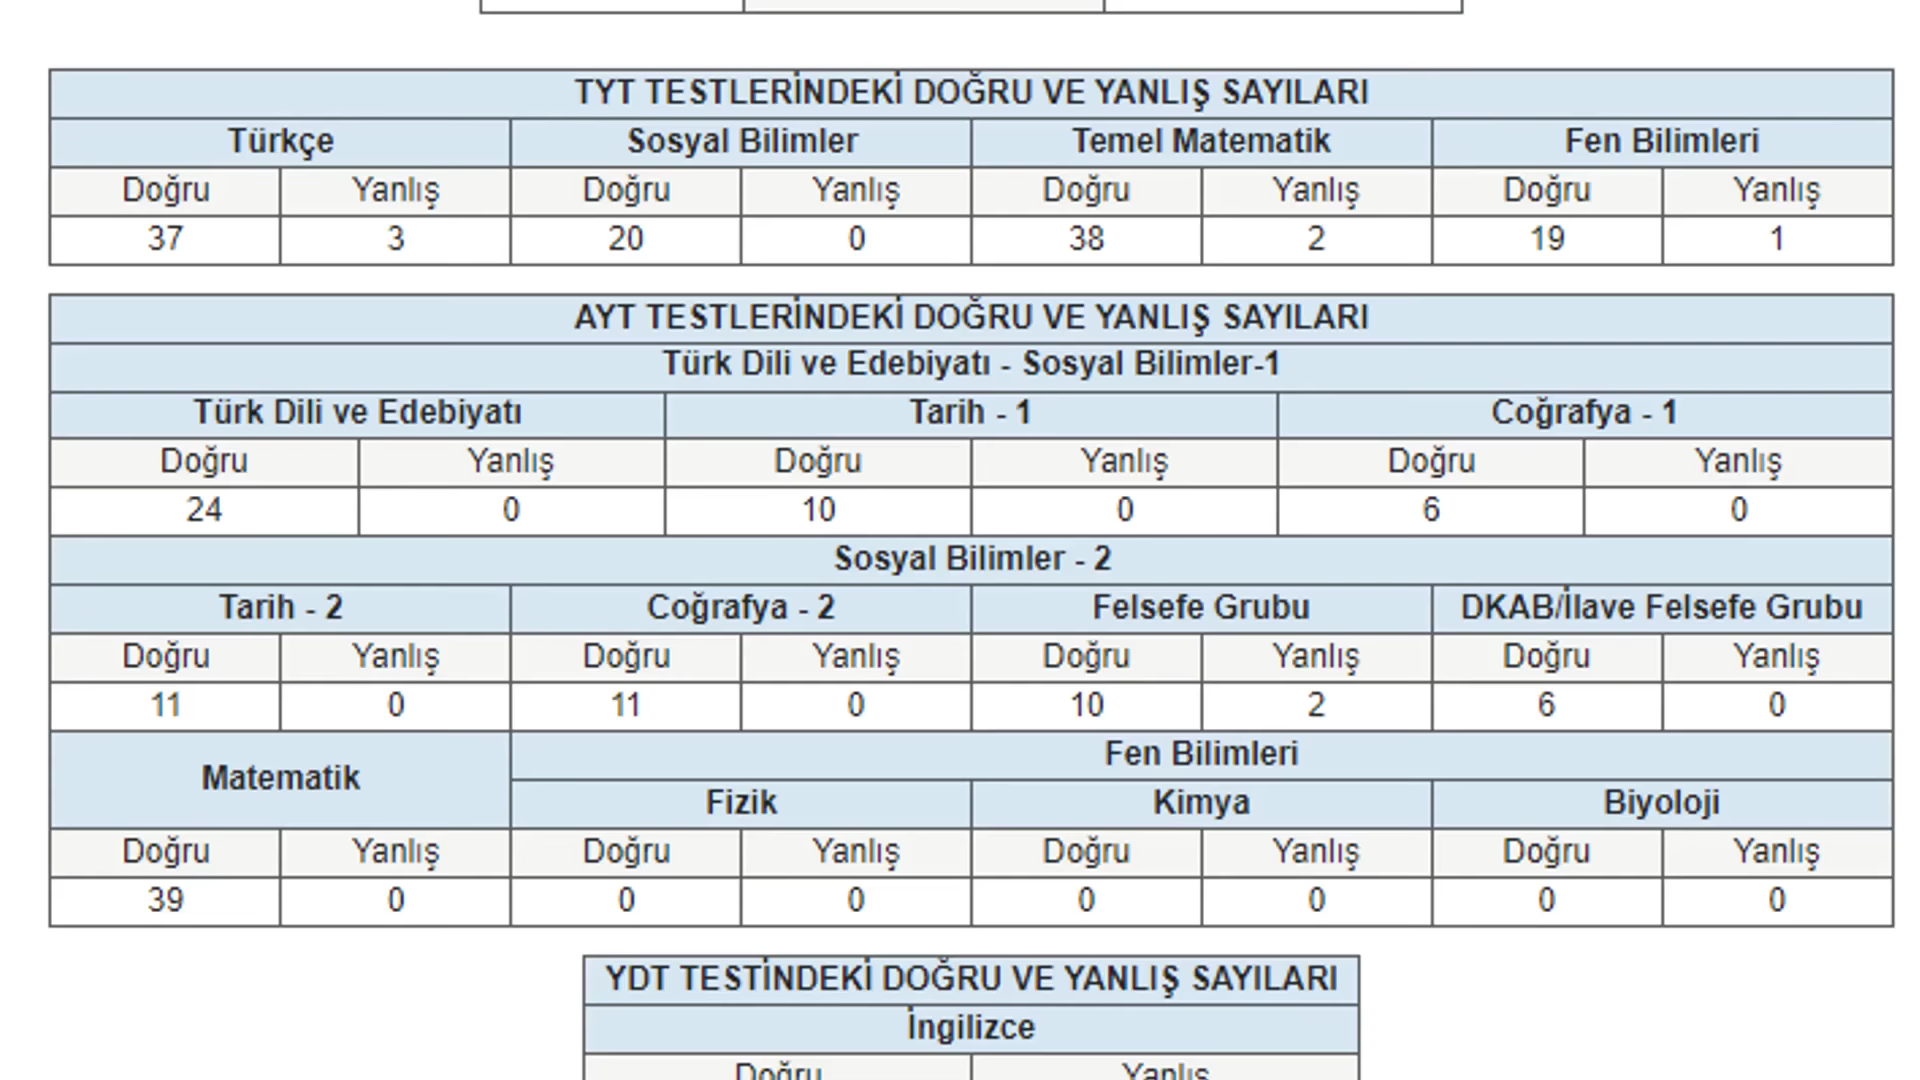 TYT TESTLERİNDEKİ DOĞRU VE YANLIŞ SAYILARI
Türkçe Sosyal Bilimler Temel Matematik Fen Bilimleri
Doğru Yanlış Doğru Yanlış Doğru Yanlış Doğru Yanlış
37 3 20 0 38 2 19 1
AYT TESTLERİNDEKİ DOĞRU VE YANLIŞ SAYILARI
Türk Dili ve Edebiyatı - Sosyal Bilimler-1
Türk Dili ve Edebiyatı Tarih - 1 Coğrafya - 1
Doğru Yanlış Doğru Yanlış Doğru Yanlış
24 0 10 0 6 0
Sosyal Bilimler - 2
Tarih - 2 Coğrafya - 2 Felsefe Grubu DKAB/İlave Felsefe Grubu
Doğru Yanlış Doğru Yanlış Doğru Yanlış Doğru Yanlış
11 0 11 0 10 2 6 0
Matematik Fen Bilimleri
Fizik Kimya Biyoloji
Doğru Yanlış Doğru Yanlış Doğru Yanlış Doğru Yanlış
39 0 0 0 0 0 0 0
YDT TESTİNDEKİ DOĞRU VE YANLIŞ SAYILARI
İngilizce
Doğru Yanlış